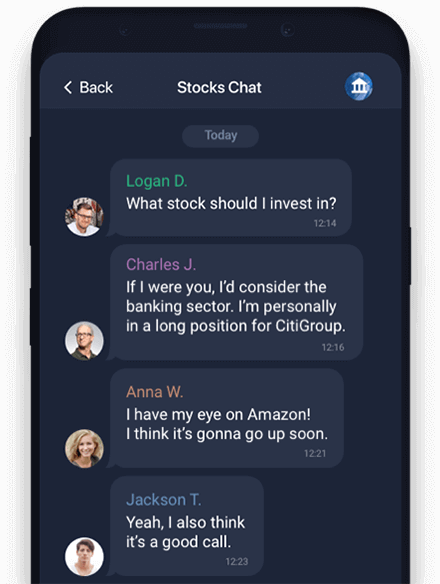 Back
Stocks Chat
Today
Logan D.
What stock should I invest in?
12:14
Charles J.
If I were you, I'd consider the
banking sector. I'm personally
in a long position for CitiGroup.
12:16
Anna W.
I have my eye on Amazon!
I think it's gonna go up soon.
12:21
Jackson T.
Yeah, I also think
it's a good call.
12:23